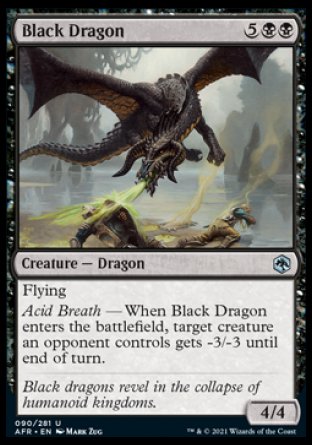 Black Dragon 5
Creature — Dragon
Flying
Acid Breath — When Black Dragon
enters the battlefield, target creature
an opponent controls gets -3/-3 until
end of turn.
Black dragons revel in the collapse of
humanoid kingdoms.
4/4
090/281 U
AFR • EN Mark Zug
™ & © 2021 Wizards of the Coast